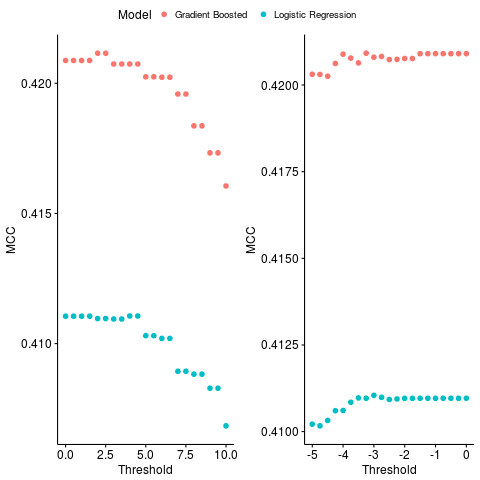 Model Gradient Boosted Logistic Regression
0.420
0.415
0.410
MCC
0.0 2.5 5.0 7.5 10.0
Threshold
0.4200
0.4175
0.4150
0.4125
0.4100
MCC
-5 -4 -3 -2 -1 0
Threshold